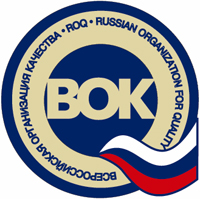 ВСЕРОССИЙСКАЯ ОРГАНИЗАЦИЯ КАЧЕСТВА • ROQ • RUSSIAN ORGANIZATION FOR QUALITY
ВОК